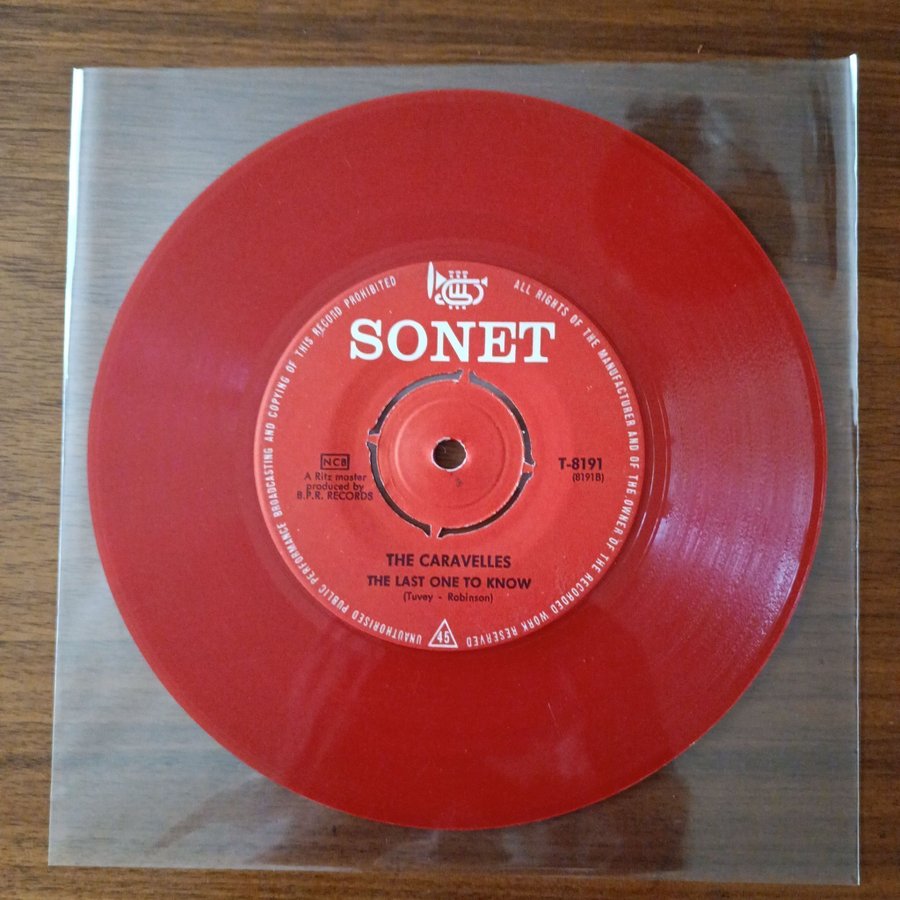 SONET
UNAUTHORISED PUBLIC PERFORMANCE BROADCASTING AND COPYING OF THIS RECORD PROHIBITED
ALL RIGHTS OF THE MANUFACTURER AND OF THE OWNER OF THE RECORDED WORK RESERVED
NCB
A Ritz master
produced by
B.P.R. RECORDS
T-8191
(8191B)
THE CARAVELLES
THE LAST ONE TO KNOW
(Tuvey - Robinson)
45